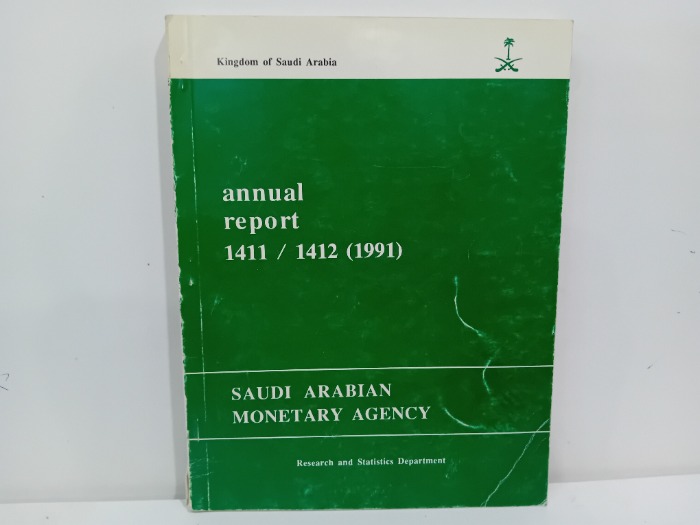 Kingdom of Saudi Arabia
annual
report
1411 / 1412 (1991)
SAUDI ARABIAN
MONETARY AGENCY
Research and Statistics Department